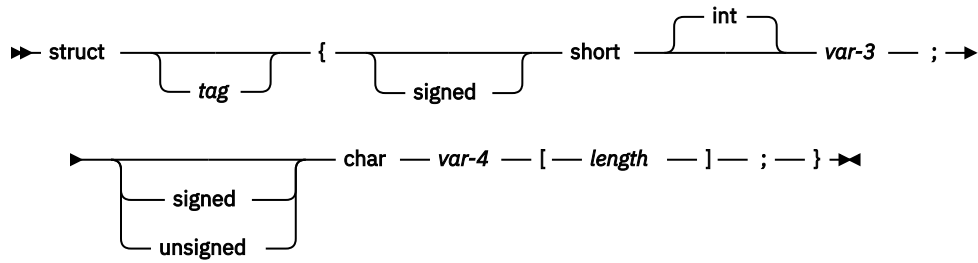 int
struct { short var-3 ;
tag signed
char var-4 [ length ] ; }
signed
unsigned